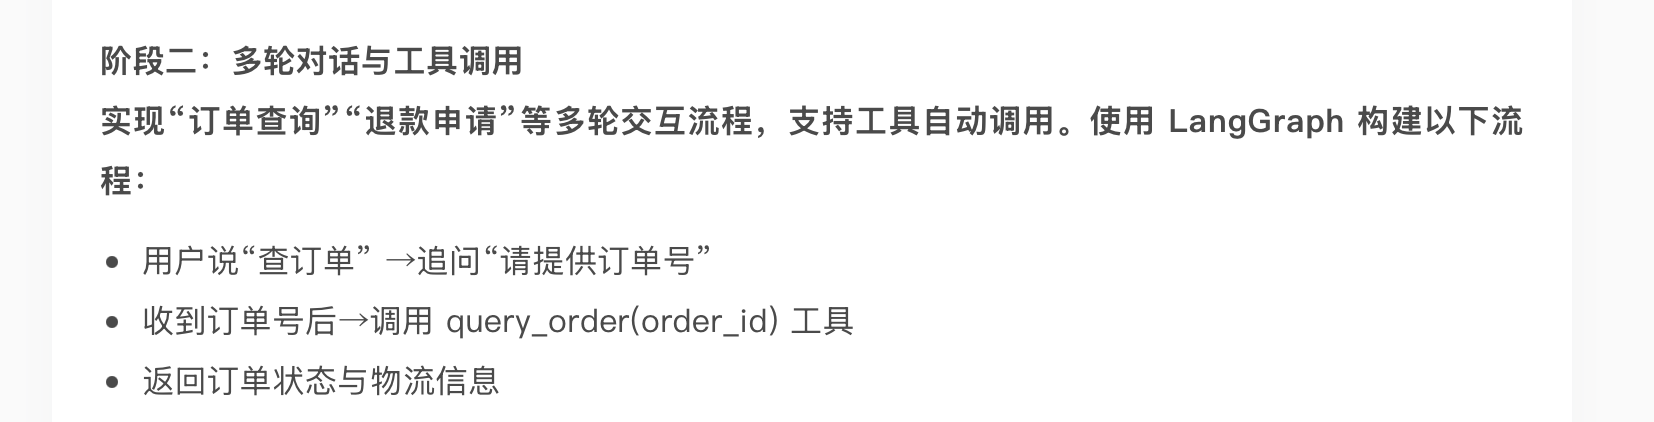 阶段二：多轮对话与工具调用
实现“订单查询”“退款申请”等多轮交互流程，支持工具自动调用。使用 LangGraph 构建以下流
程：
• 用户说“查订单” →追问“请提供订单号”
• 收到订单号后→调用 query_order(order_id) 工具
• 返回订单状态与物流信息